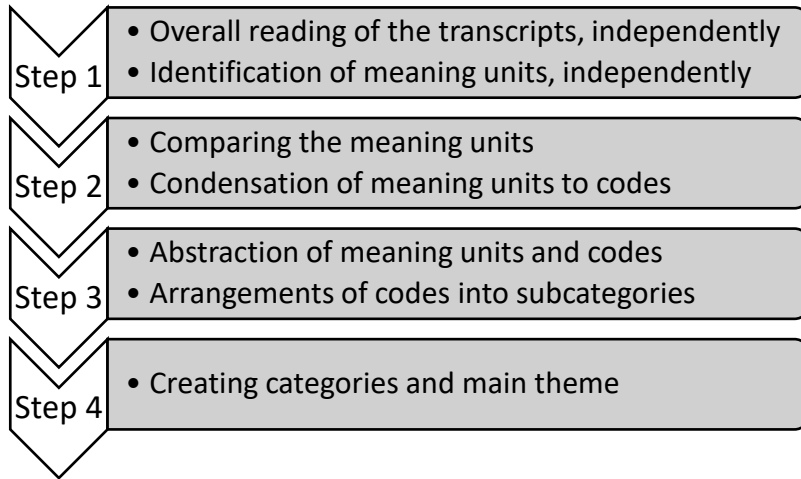 Step 1
• Overall reading of the transcripts, independently
• Identification of meaning units, independently
Step 2
• Comparing the meaning units
• Condensation of meaning units to codes
Step 3
• Abstraction of meaning units and codes
• Arrangements of codes into subcategories
Step 4
• Creating categories and main theme